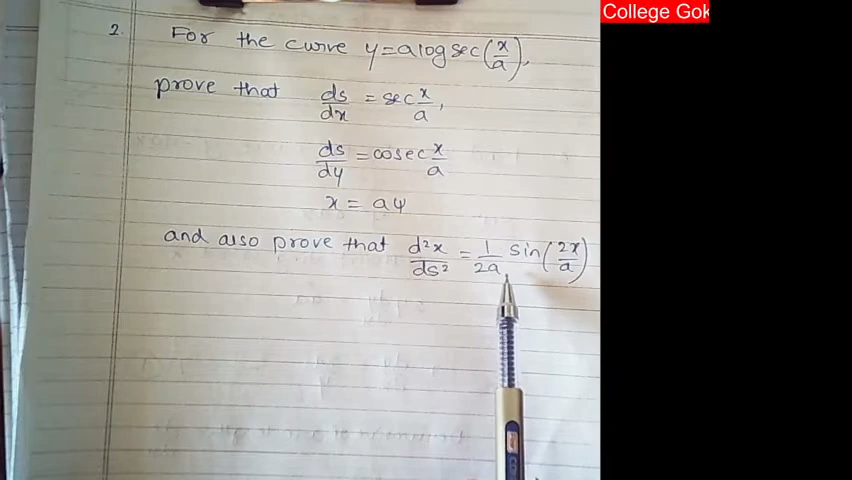 College Gok
2. For the curve y=a log sec(x/a),
prove that ds/dx = sec x/a,
ds/dy = cosec x/a
x = aψ
and also prove that d²x/ds² = 1/2a sin(2x/a)